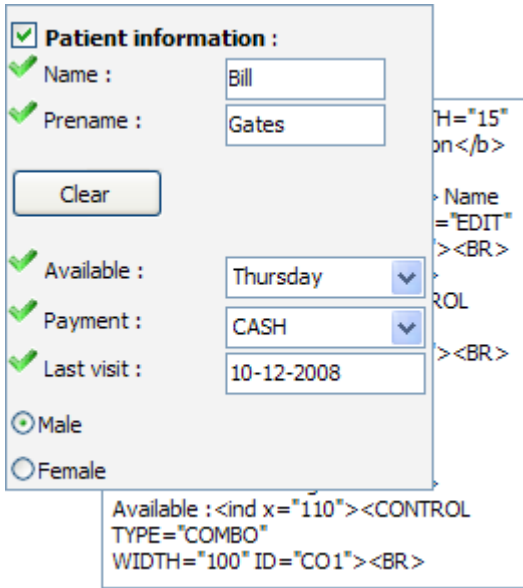 Patient information :
Name : Bill
Prename : Gates
Clear
Available : Thursday
Payment : CASH
Last visit : 10-12-2008
Male
Female
TH="15"
on</b>
Name
="EDIT"
"><BR>
ROL
"><BR>
Available :<ind x="110"><CONTROL
TYPE="COMBO"
WIDTH="100" ID="CO1"><BR>